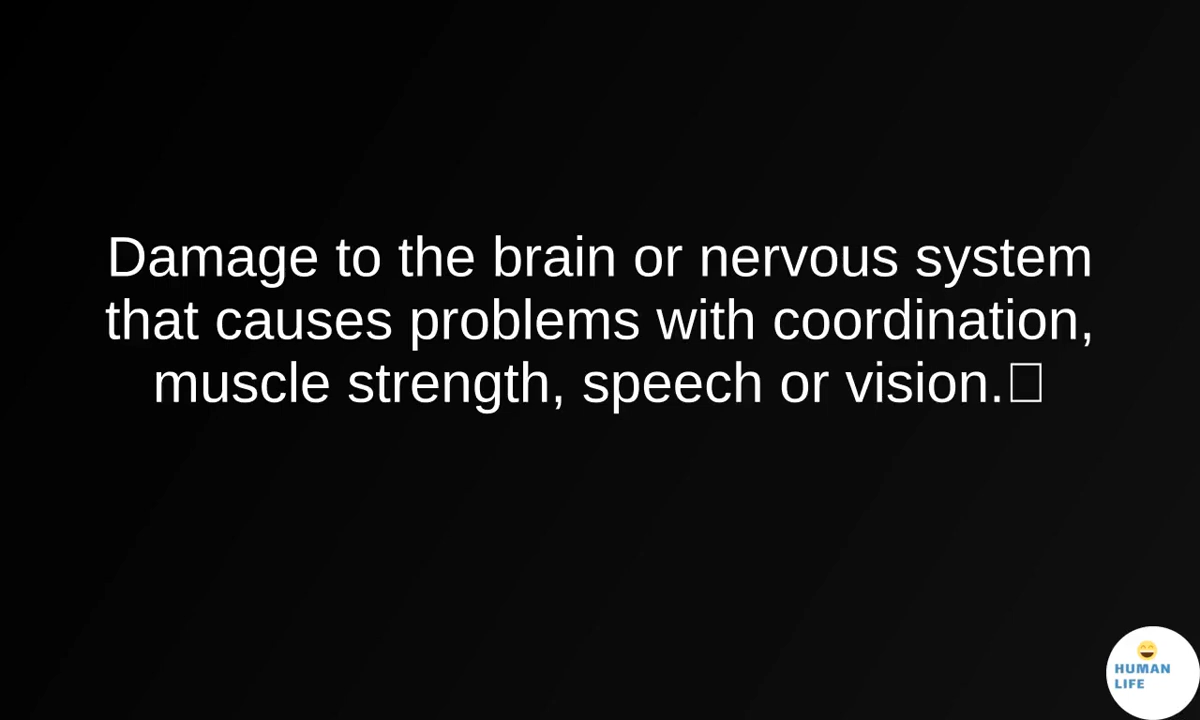 Damage to the brain or nervous system
that causes problems with coordination,
muscle strength, speech or vision.
HUMAN
LIFE